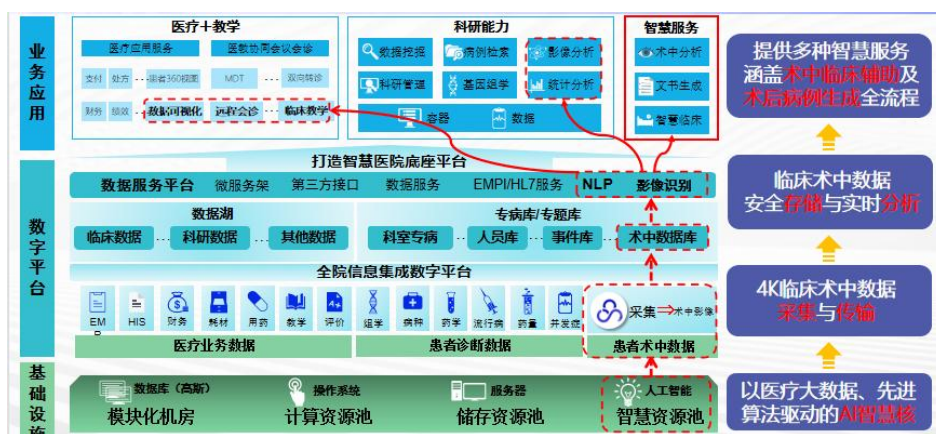 业务应用
医疗+教学
医疗应用服务
医教协同会议会诊
支付
处方
患者360视图
MDT
双向转诊
财务
绩效
数据可视化
远程会诊
临床教学
科研能力
数据挖掘
病例检索
影像分析
科研管理
基因组学
统计分析
容器
数据
智慧服务
术中分析
文书生成
智慧临床
提供多种智慧服务
涵盖术中临床辅助及
术后病例生成全流程
数字平台
打造智慧医院底座平台
数据服务平台
微服务架
第三方接口
数据服务
EMPI/HL7服务
NLP
影像识别
数据湖
临床数据
科研数据
其他数据
专病库/专题库
科室专病
人员库
事件库
术中数据库
临床术中数据
安全存储与实时分析
全院信息集成数字平台
EM
HIS
财务
耗材
用药
教学
评价
组学
病种
药学
流行病
药量
并发症
采集⇒术中影像
医疗业务数据
患者诊断数据
患者术中数据
4K临床术中数据
采集与传输
基础设施
数据库（高斯）
模块化机房
操作系统
计算资源池
服务器
储存资源池
人工智能
智慧资源池
以医疗大数据、先进
算法驱动的AI智慧核